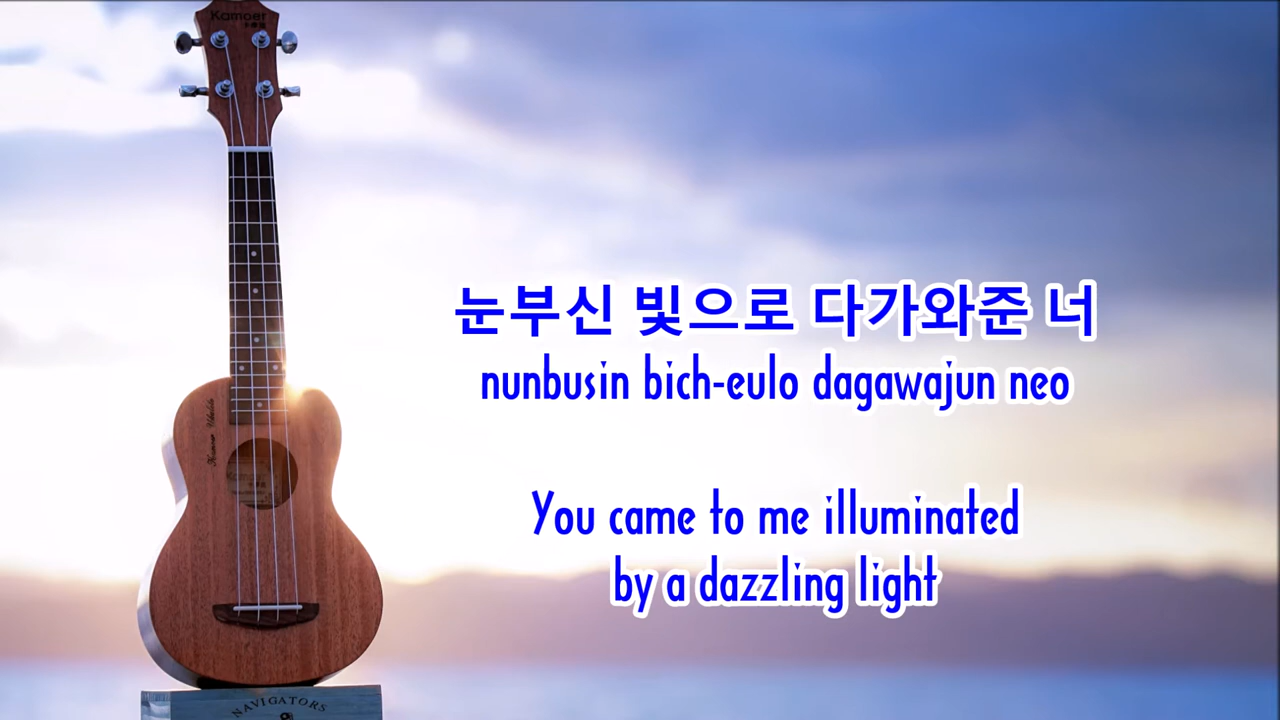 Kamoer
눈부신 빛으로 다가와준 너
nunbusin bich-eulo dagawajun neo
You came to me illuminated
by a dazzling light
NAVIGATORS